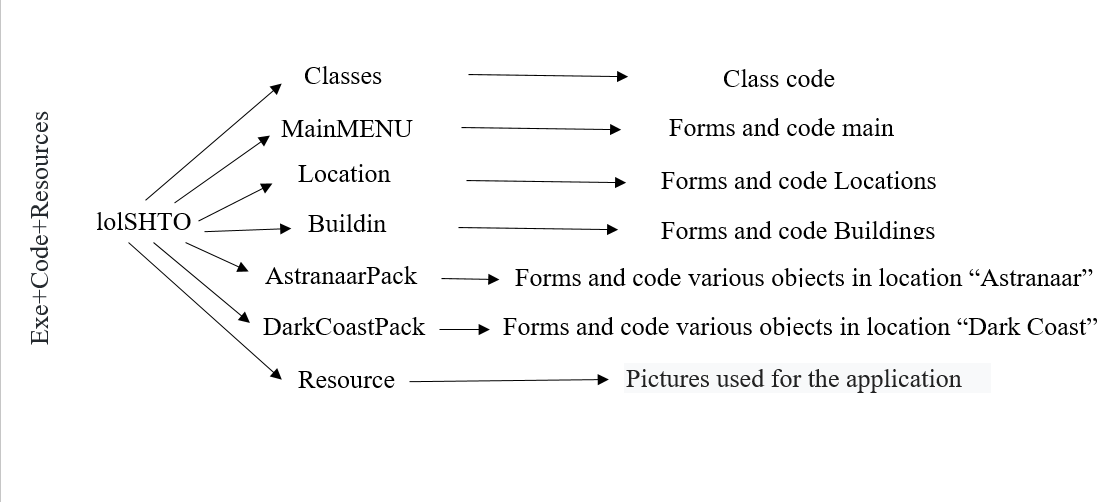 Exe+Code+Resources
lolSHTO
Classes
Class code
MainMENU
Forms and code main
Location
Forms and code Locations
Buildin
Forms and code Buildings
AstranaarPack
Forms and code various objects in location “Astranaar”
DarkCoastPack
Forms and code various objects in location “Dark Coast”
Resource
Pictures used for the application